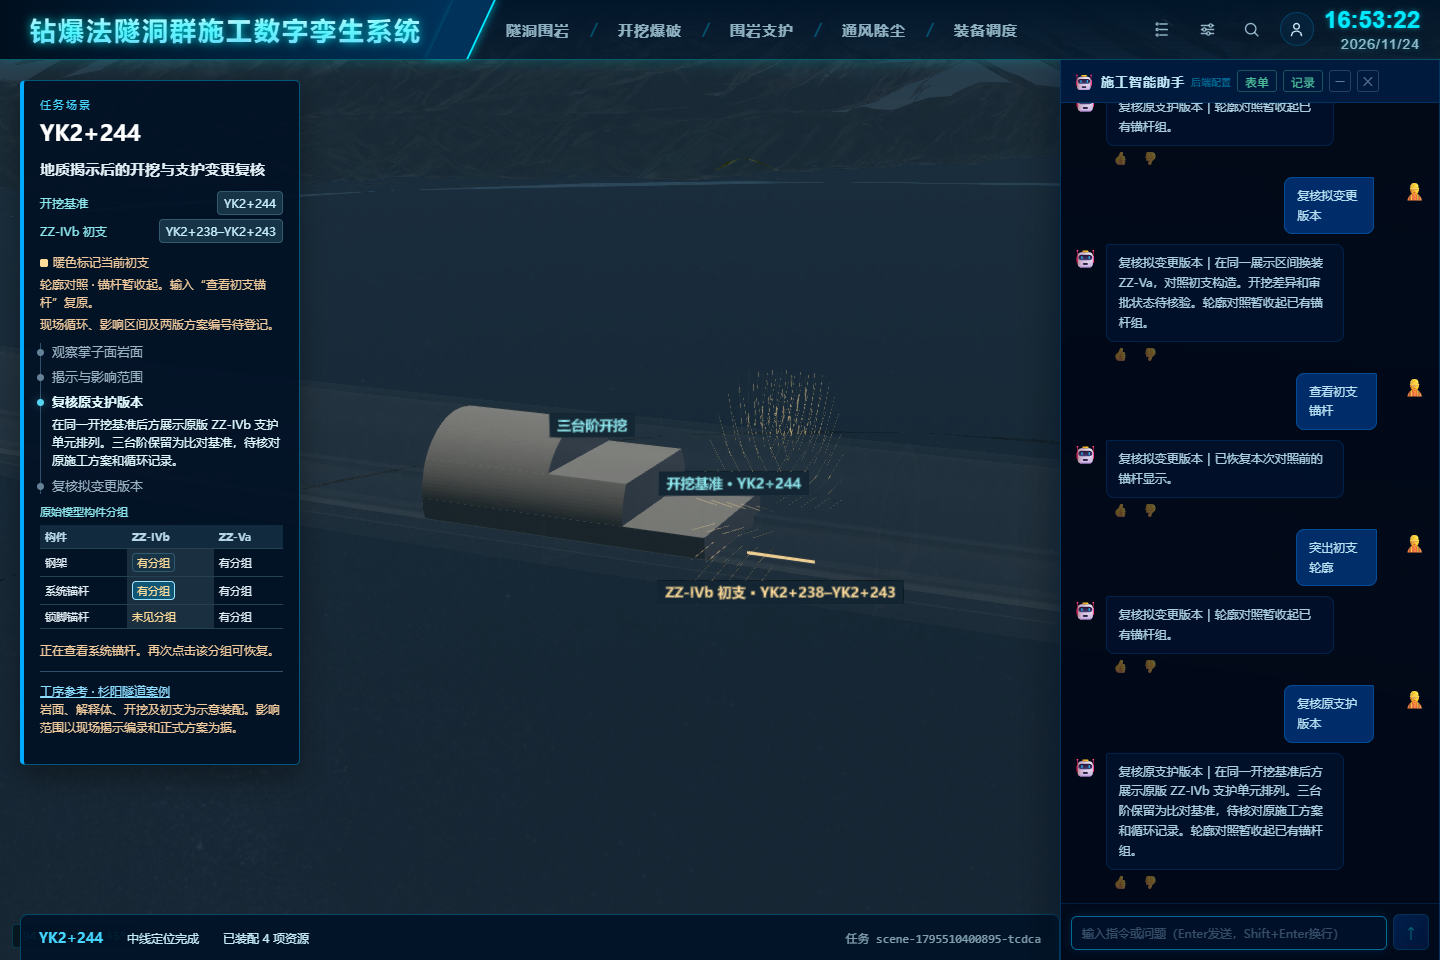 钻爆法隧洞群施工数字孪生系统
隧洞围岩 / 开挖爆破 / 围岩支护 / 通风除尘 / 装备调度
16:53:22
2026/11/24
任务场景
YK2+244
地质揭示后的开挖与支护变更复核
开挖基准 YK2+244
ZZ-IVb 初支 YK2+238—YK2+243
暖色标记当前初支
轮廓对照 · 锚杆暂收起。输入“查看初支锚
杆”复原。
现场循环、影响区间及两版方案编号待登记。
观察掌子面岩面
揭示与影响范围
复核原支护版本
在同一开挖基准后方展示原版 ZZ-IVb 支护
单元排列。三台阶保留为比对基准，待核对
原施工方案和循环记录。
复核拟变更版本
原始模型构件分组
构件 ZZ-IVb ZZ-Va
钢架 有分组 有分组
系统锚杆 有分组 有分组
锁脚锚杆 未见分组 有分组
正在查看系统锚杆。再次点击该分组可恢复。
工序参考 · 杉阳隧道案例
岩面、解释体、开挖及初支为示意装配。影响
范围以现场揭示编录和正式方案为据。
三台阶开挖
开挖基准 • YK2+244
ZZ-IVb 初支 • YK2+238—YK2+243
YK2+244 中线定位完成 已装配 4 项资源
任务 scene-1795510400895-tcdca
施工智能助手 后端配置 表单 记录
复核原支护版本 | 轮廓对照暂收起已
有锚杆组。
复核拟变更
版本
复核拟变更版本 | 在同一展示区间换装
ZZ-Va，对照初支构造。开挖差异和审
批状态待核验。轮廓对照暂收起已有锚
杆组。
查看初支
锚杆
复核拟变更版本 | 已恢复本次对照前的
锚杆显示。
突出初支
轮廓
复核拟变更版本 | 轮廓对照暂收起已
有锚杆组。
复核原支护
版本
复核原支护版本 | 在同一开挖基准后方
展示原版 ZZ-IVb 支护单元排列。三台
阶保留为比对基准，待核对原施工方案
和循环记录。轮廓对照暂收起已有锚杆
组。
输入指令或问题（Enter发送，Shift+Enter换行）